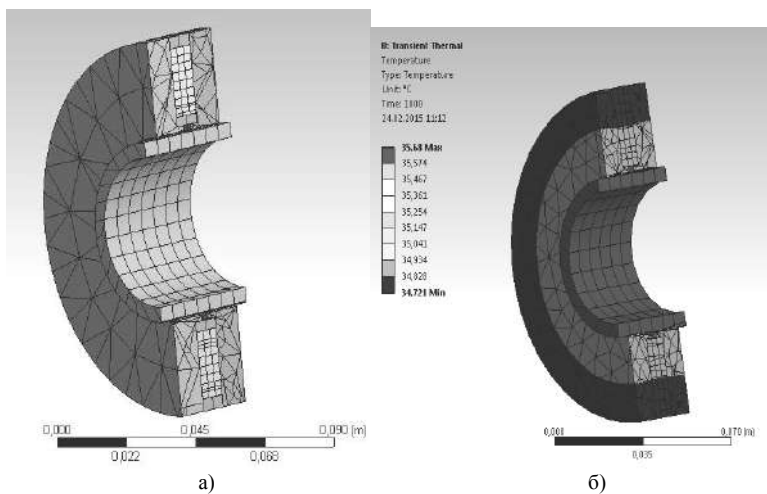 B: Transient Thermal
Temperature
Type: Temperature
Unit: °C
Time: 1000
24.02.2015 11:12
35,68 Max
35,574
35,467
35,361
35,254
35,147
35,041
34,934
34,828
34,721 Min
0,000 0,045 0,090 (m)
0,022 0,068
0,000 0,070 (m)
0,035
а) б)